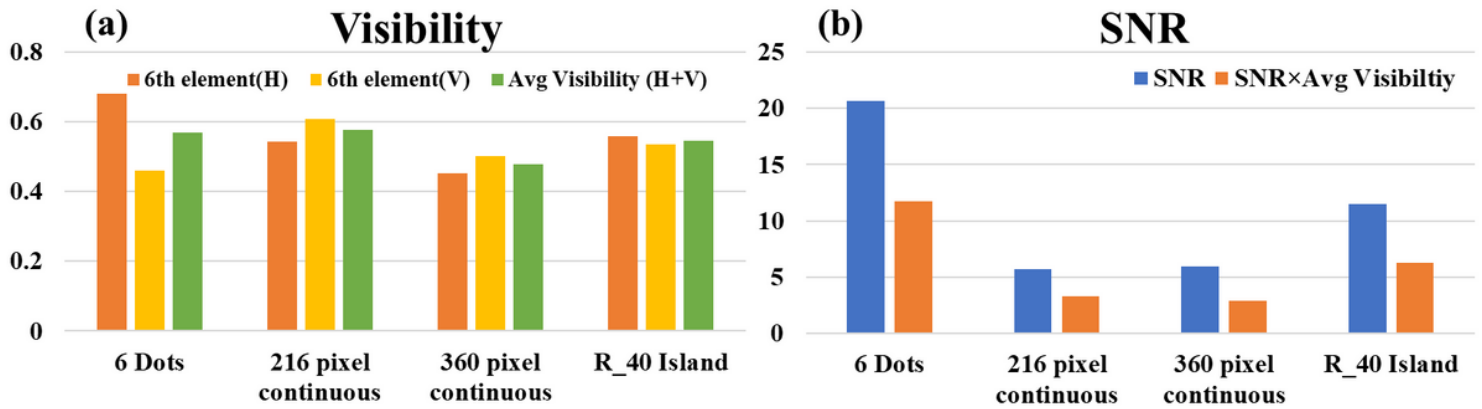 (a) Visibility
0.8
0.6
0.4
0.2
0
6th element(H) 6th element(V) Avg Visibility (H+V)
6 Dots 216 pixel 360 pixel R_40 Island
continuous continuous
(b) SNR
25
20
15
10
5
0
SNR SNR×Avg Visibiltiy
6 Dots 216 pixel 360 pixel R_40 Island
continuous continuous